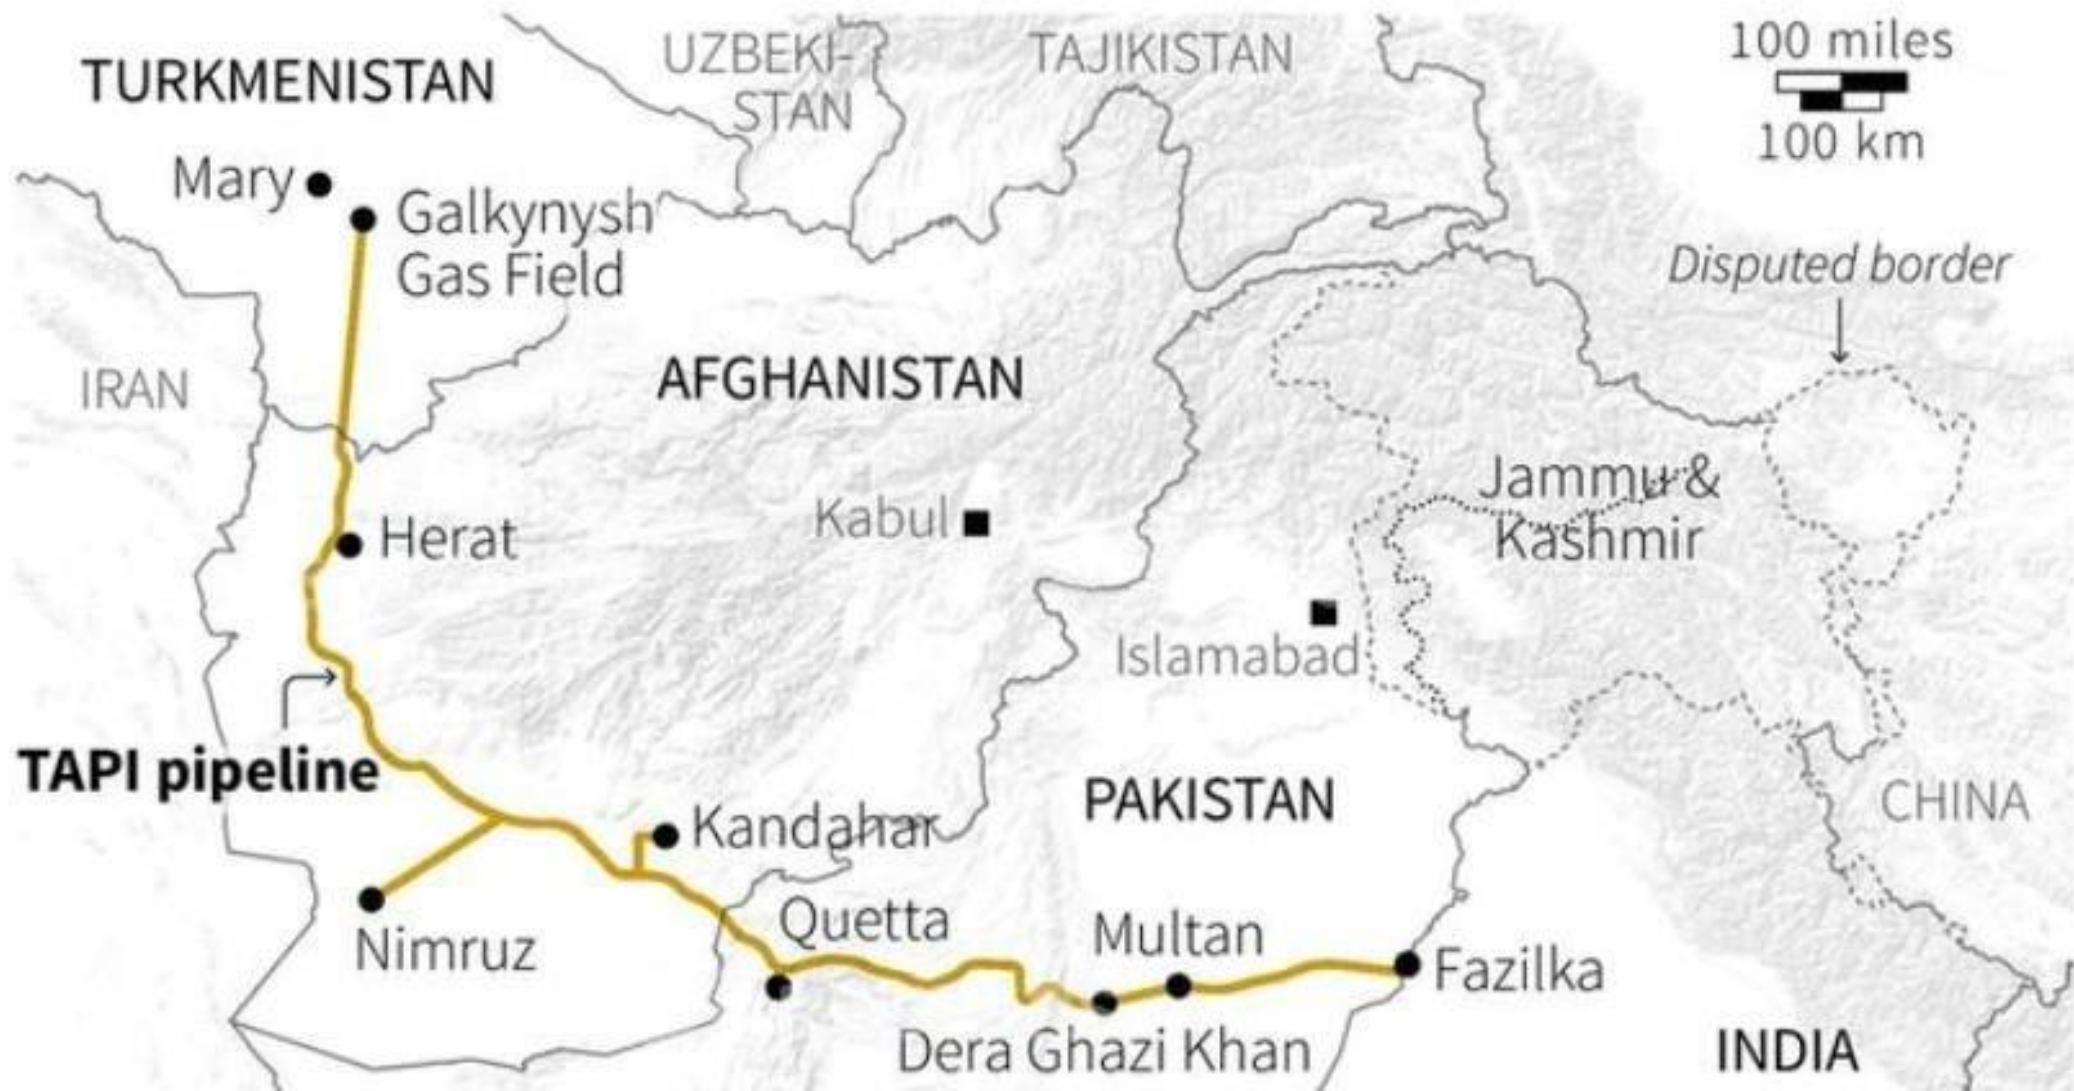 100 miles
100 km
TURKMENISTAN
UZBEKI-
STAN
TAJIKISTAN
Mary
Galkynysh
Gas Field
Disputed border
IRAN
AFGHANISTAN
Jammu &
Kashmir
Kabul
Herat
Islamabad
TAPI pipeline
PAKISTAN
CHINA
Kandahar
Nimruz
Quetta
Multan
Fazilka
Dera Ghazi Khan
INDIA